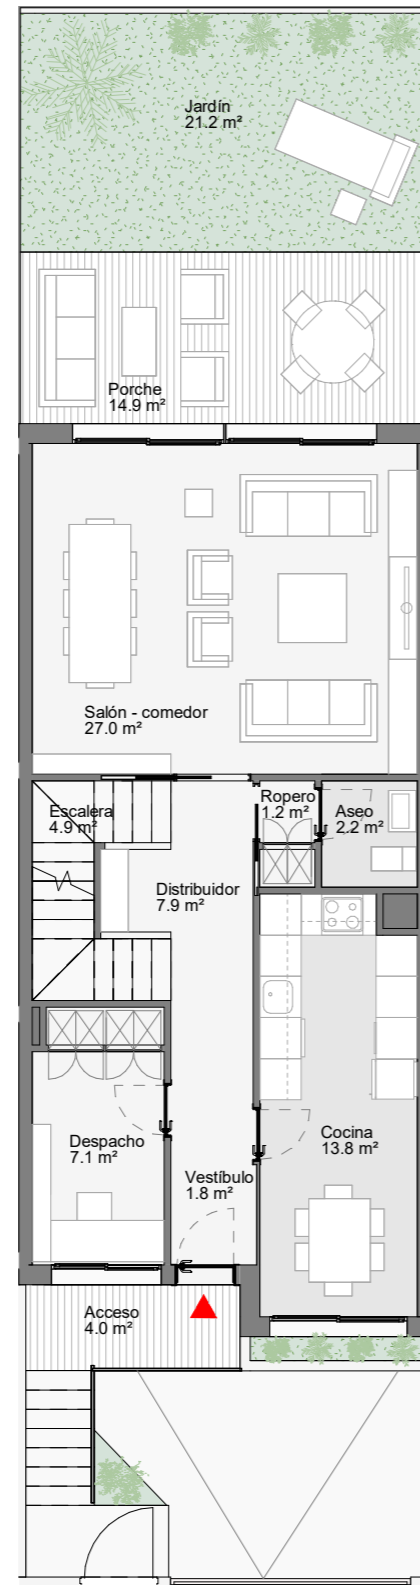 Jardín
21.2 m²
Porche
14.9 m²
Salón - comedor
27.0 m²
Escalera
4.9 m²
Ropero
1.2 m²
Aseo
2.2 m²
Distribuidor
7.9 m²
Despacho
7.1 m²
Cocina
13.8 m²
Vestíbulo
1.8 m²
Acceso
4.0 m²